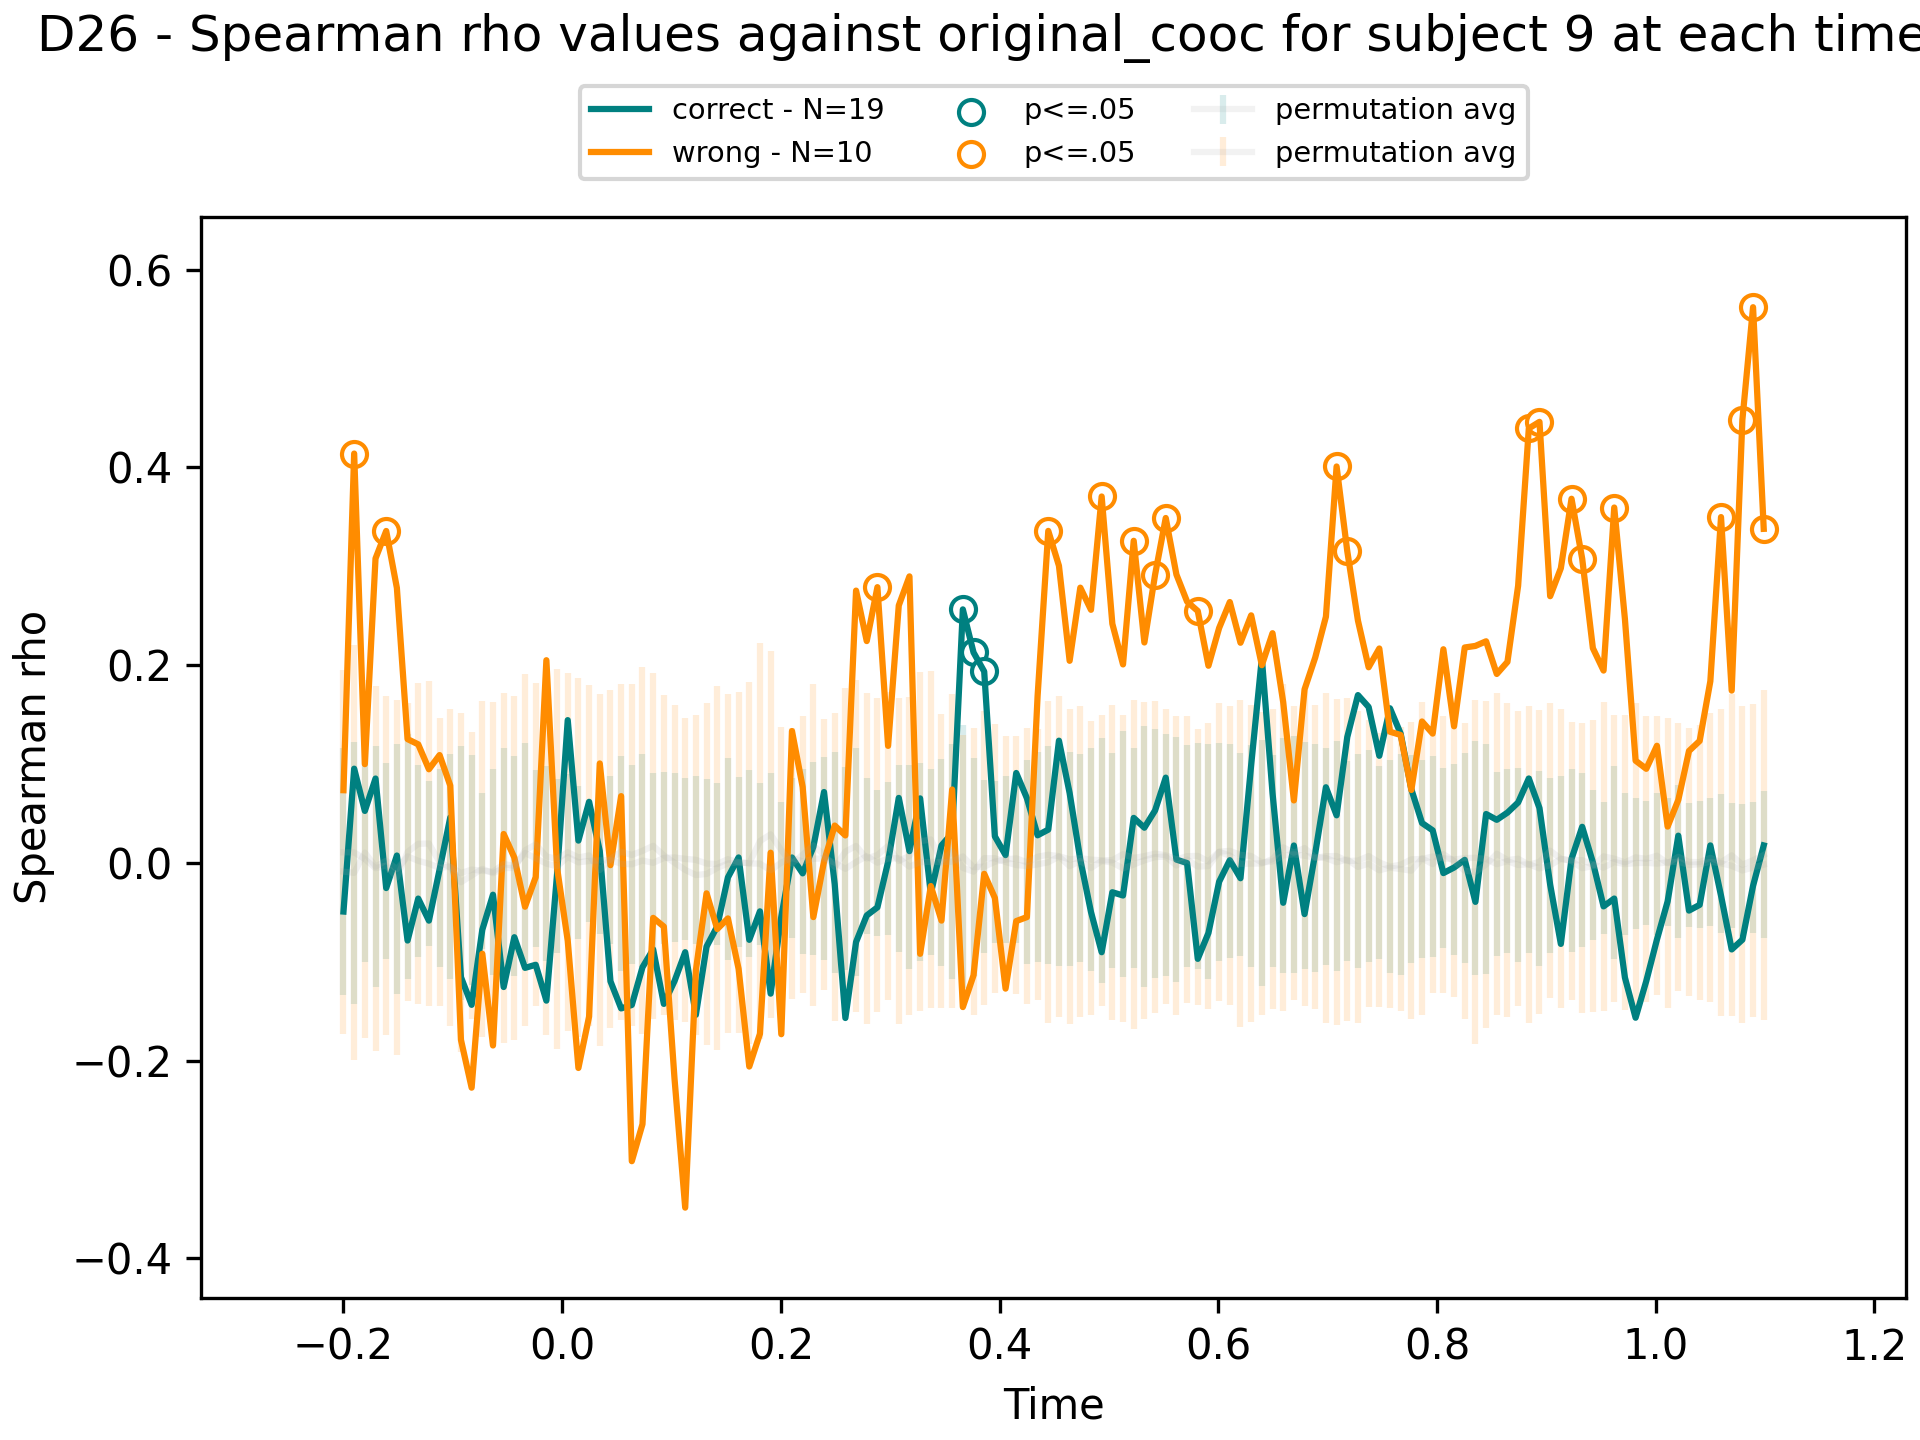 D26 - Spearman rho values against original_cooc for subject 9 at each time
correct - N=19
wrong - N=10
p<=.05
p<=.05
permutation avg
permutation avg
Spearman rho
0.6
0.4
0.2
0.0
−0.2
−0.4
−0.2
0.0
0.2
0.4
0.6
0.8
1.0
1.2
Time